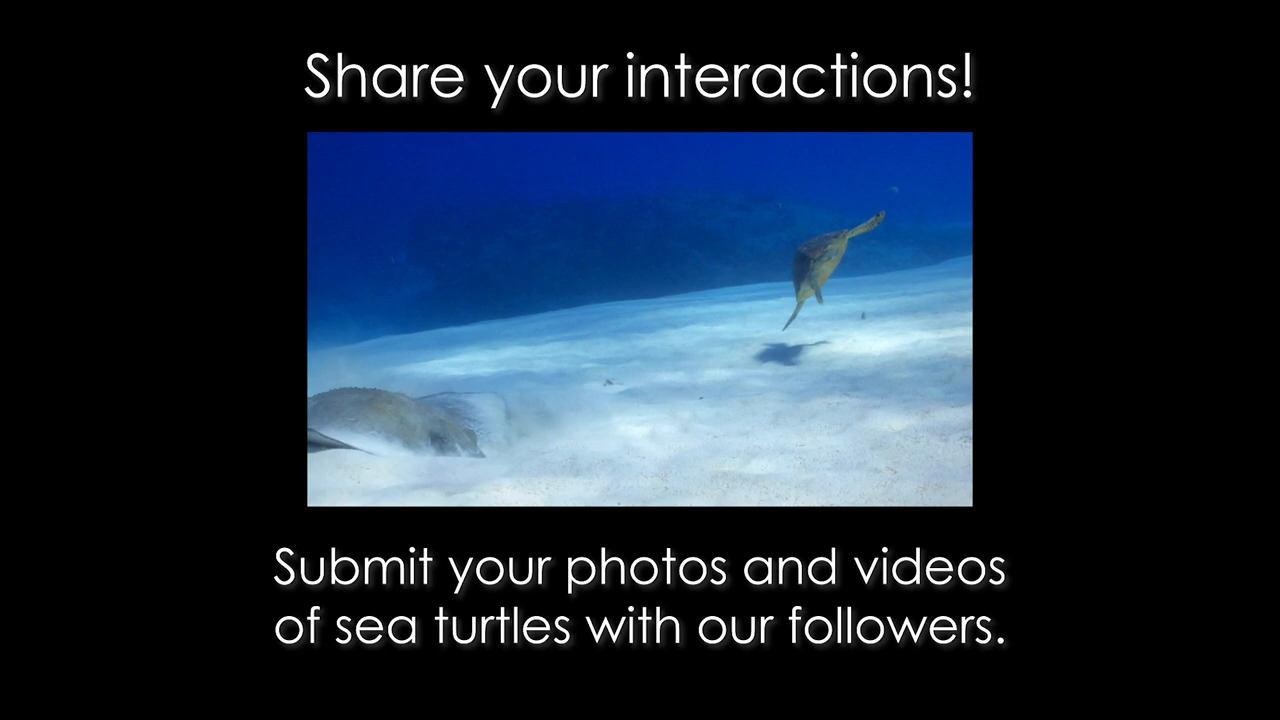 Share your interactions!
Submit your photos and videos
of sea turtles with our followers.